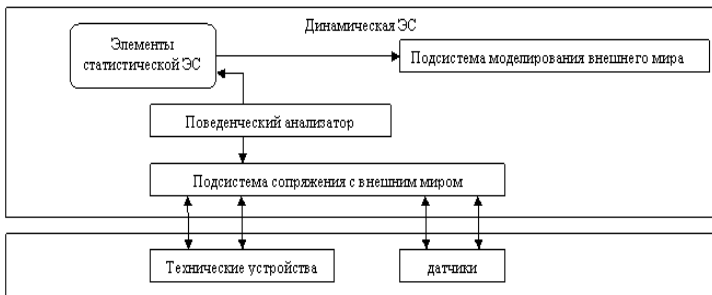 Динамическая ЭС
Элементы
статистической ЭС
Подсистема моделирования внешнего мира
Поведенческий анализатор
Подсистема сопряжения с внешним миром
Технические устройства
датчики